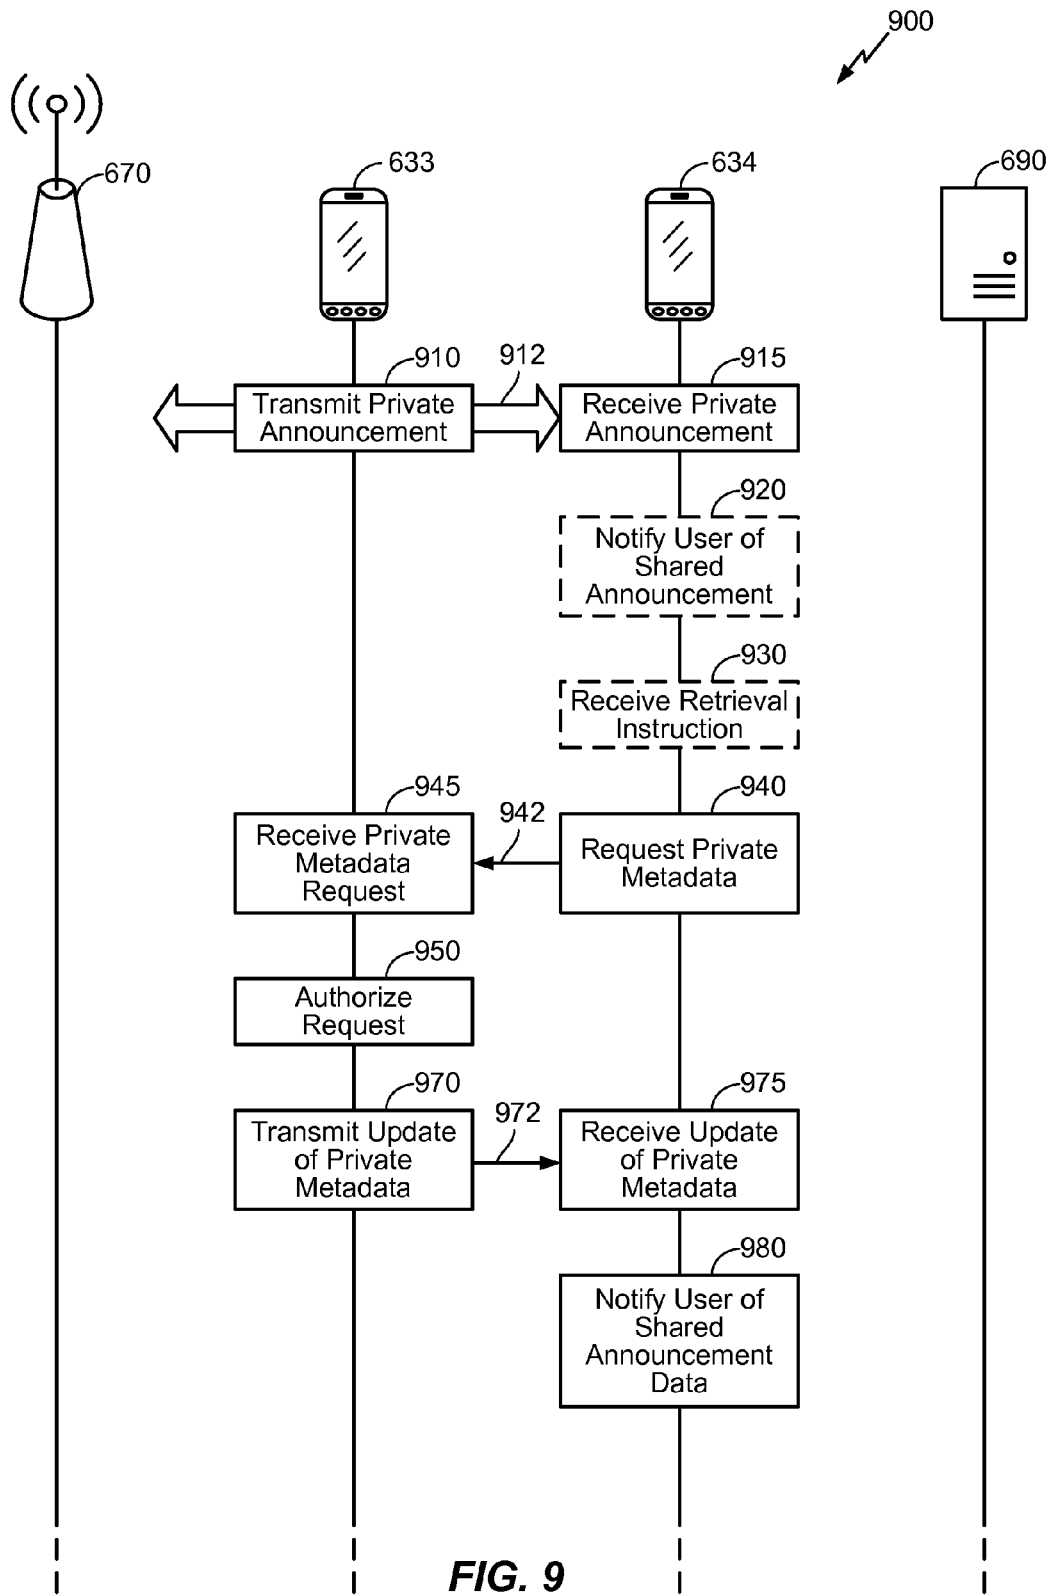 900
670
633
634
690
910
912
915
Transmit Private
Announcement
Receive Private
Announcement
920
Notify User of
Shared
Announcement
930
Receive Retrieval
Instruction
945
942
940
Receive Private
Metadata
Request
Request Private
Metadata
950
Authorize
Request
970
972
975
Transmit Update
of Private
Metadata
Receive Update
of Private
Metadata
980
Notify User of
Shared
Announcement
Data
FIG. 9